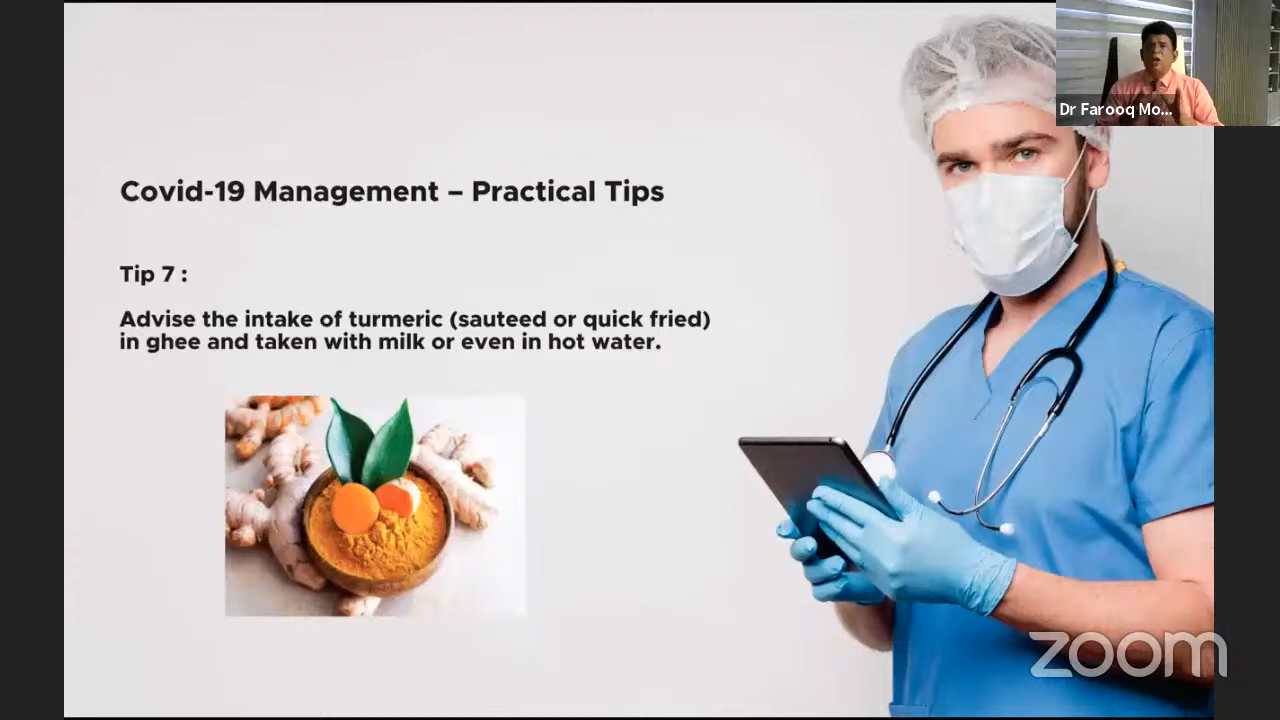 Dr Farooq Mo...
Covid-19 Management – Practical Tips
Tip 7 :
Advise the intake of turmeric (sauteed or quick fried)
in ghee and taken with milk or even in hot water.
zoom